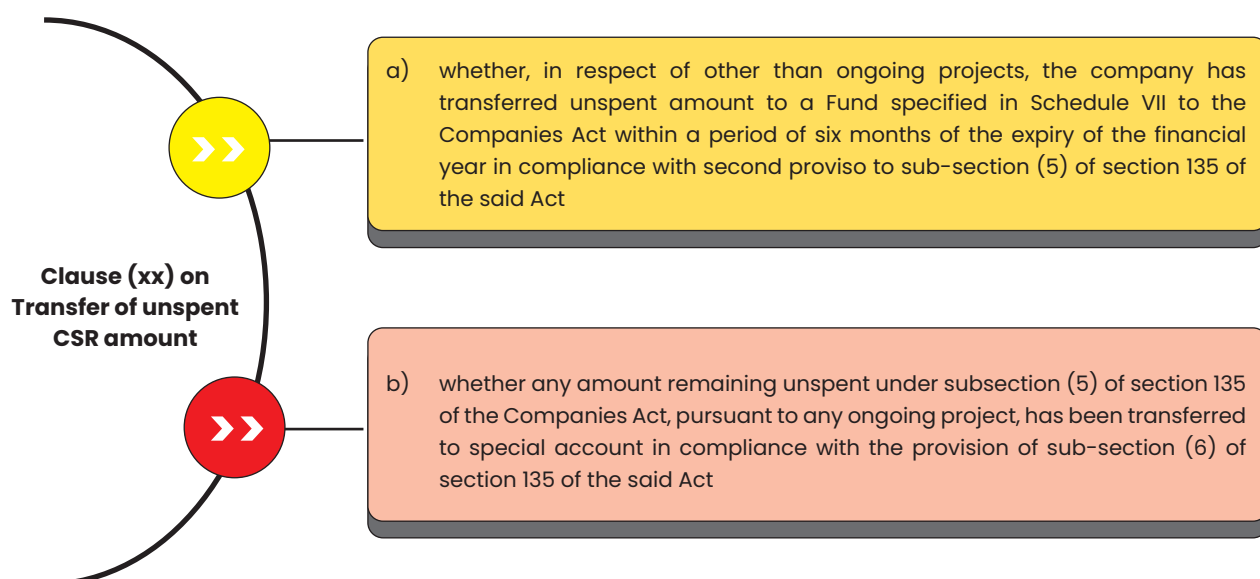 Clause (xx) on
Transfer of unspent
CSR amount
a) whether, in respect of other than ongoing projects, the company has
transferred unspent amount to a Fund specified in Schedule VII to the
Companies Act within a period of six months of the expiry of the financial
year in compliance with second proviso to sub-section (5) of section 135 of
the said Act
b) whether any amount remaining unspent under subsection (5) of section 135
of the Companies Act, pursuant to any ongoing project, has been transferred
to special account in compliance with the provision of sub-section (6) of
section 135 of the said Act